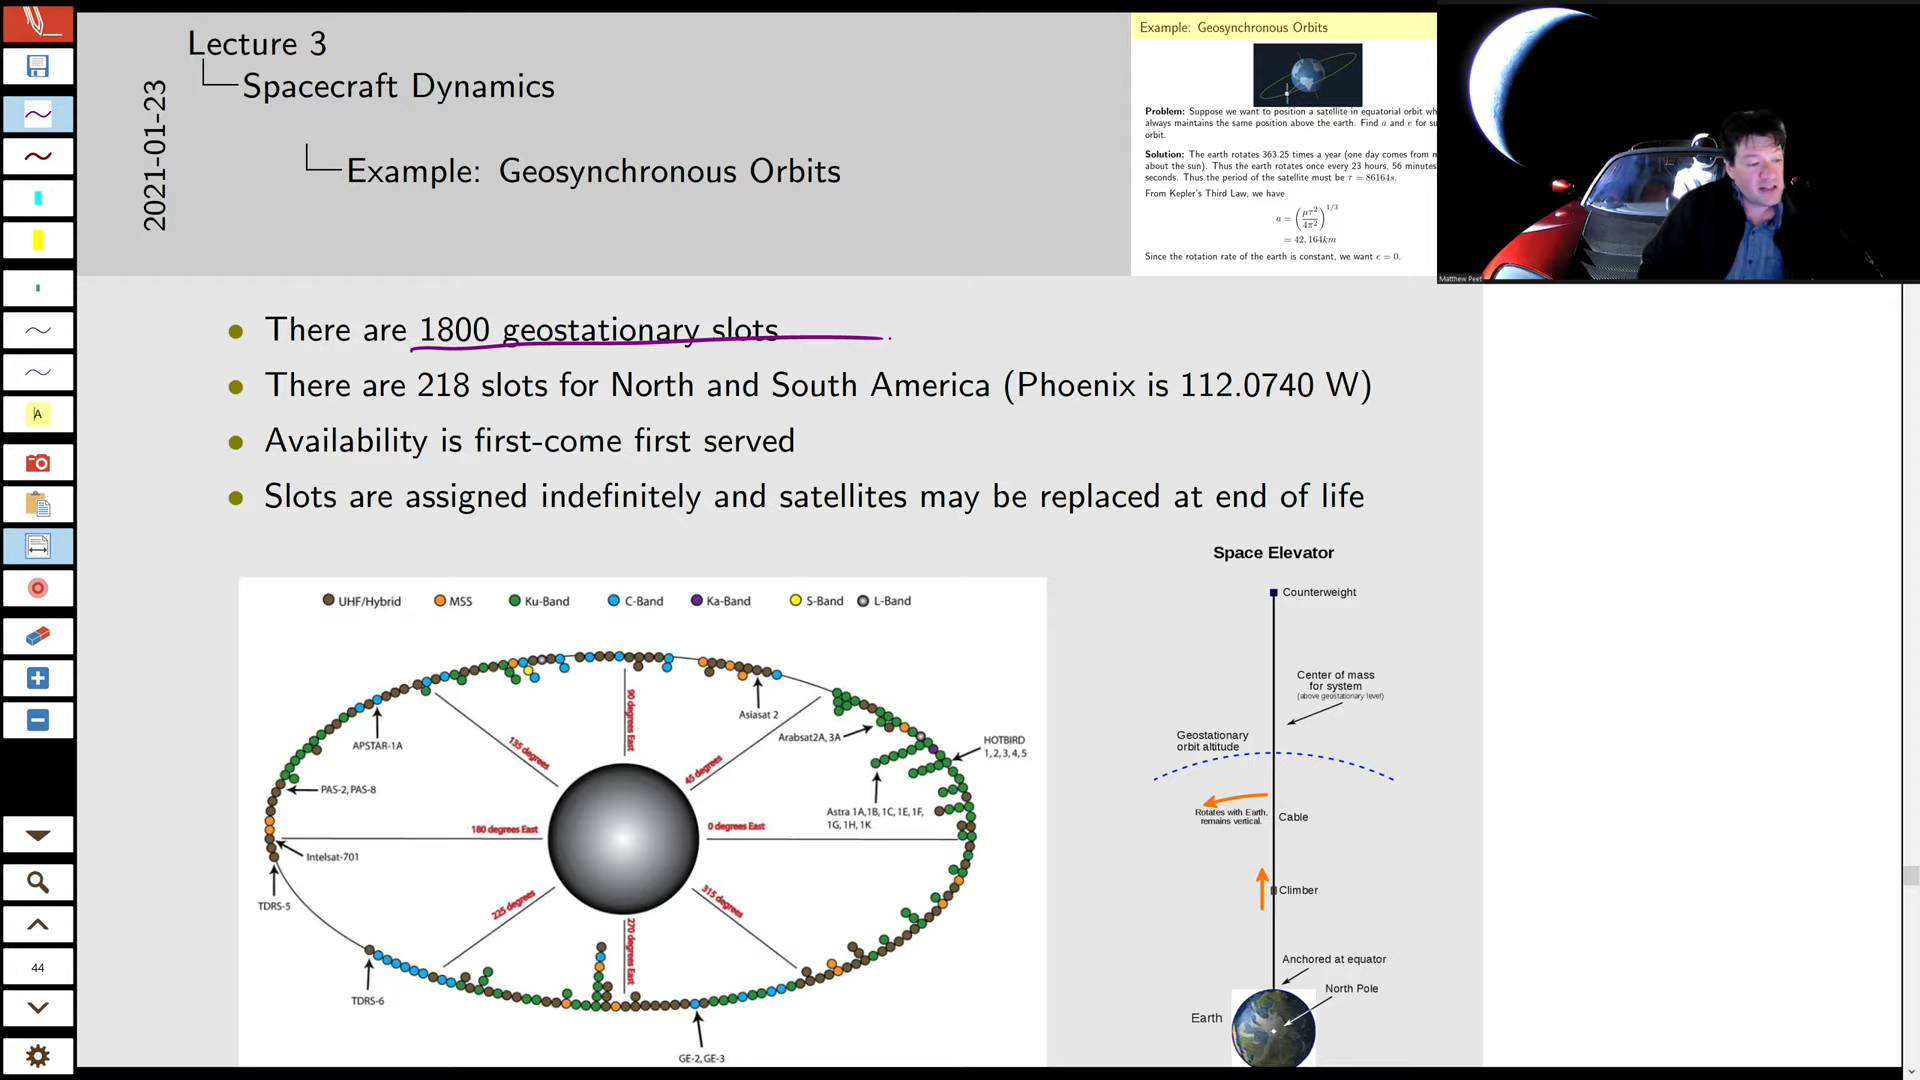 Lecture 3
Spacecraft Dynamics
Example: Geosynchronous Orbits
2021-01-23
Example: Geosynchronous Orbits
Problem: Suppose we want to position a satellite in equatorial orbit wh
always maintains the same position above the earth. Find a and e for su
orbit.
Solution: The earth rotates 363.25 times a year (one day comes from m
about the sun). Thus the earth rotates once every 23 hours, 56 minutes
seconds. Thus the period of the satellite must be τ = 86164s.
From Kepler's Third Law, we have
a = (μτ²/4π²)^1/3
= 42, 164km
Since the rotation rate of the earth is constant, we want e = 0.
Matthew Peet
There are 1800 geostationary slots
There are 218 slots for North and South America (Phoenix is 112.0740 W)
Availability is first-come first served
Slots are assigned indefinitely and satellites may be replaced at end of life
UHF/Hybrid MSS Ku-Band C-Band Ka-Band S-Band L-Band
90 degrees East
Asiasat 2
Arabsat2A, 3A
HOTBIRD
1, 2, 3, 4, 5
APSTAR-1A
135 degrees
45 degrees
PAS-2, PAS-8
Astra 1A,1B, 1C, 1E, 1F,
1G, 1H, 1K
180 degrees East
0 degrees East
Intelsat-701
TDRS-5
225 degrees
315 degrees
270 degrees East
TDRS-6
GE-2, GE-3
Space Elevator
Counterweight
Center of mass
for system
(above geostationary level)
Geostationary
orbit altitude
Rotates with Earth,
remains vertical.
Cable
Climber
Anchored at equator
North Pole
Earth
A
44